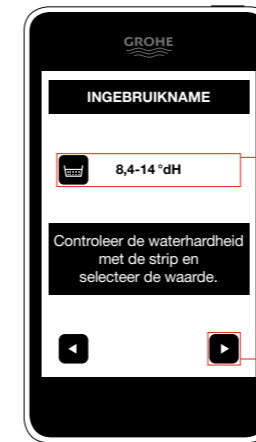 GROHE
INGEBRUIKNAME
8,4-14 °dH
Controleer de waterhardheid
met de strip en
selecteer de waarde.